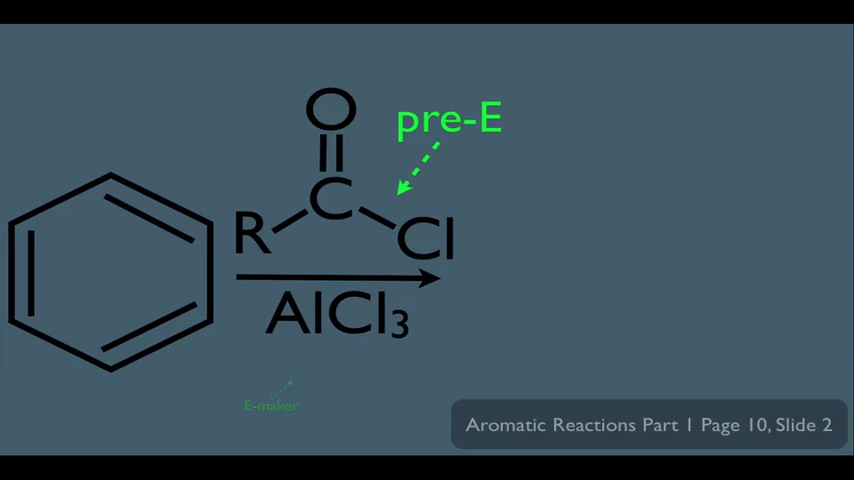 O
pre-E
C
R
Cl
AlCl₃
E-maker
Aromatic Reactions Part 1 Page 10, Slide 2